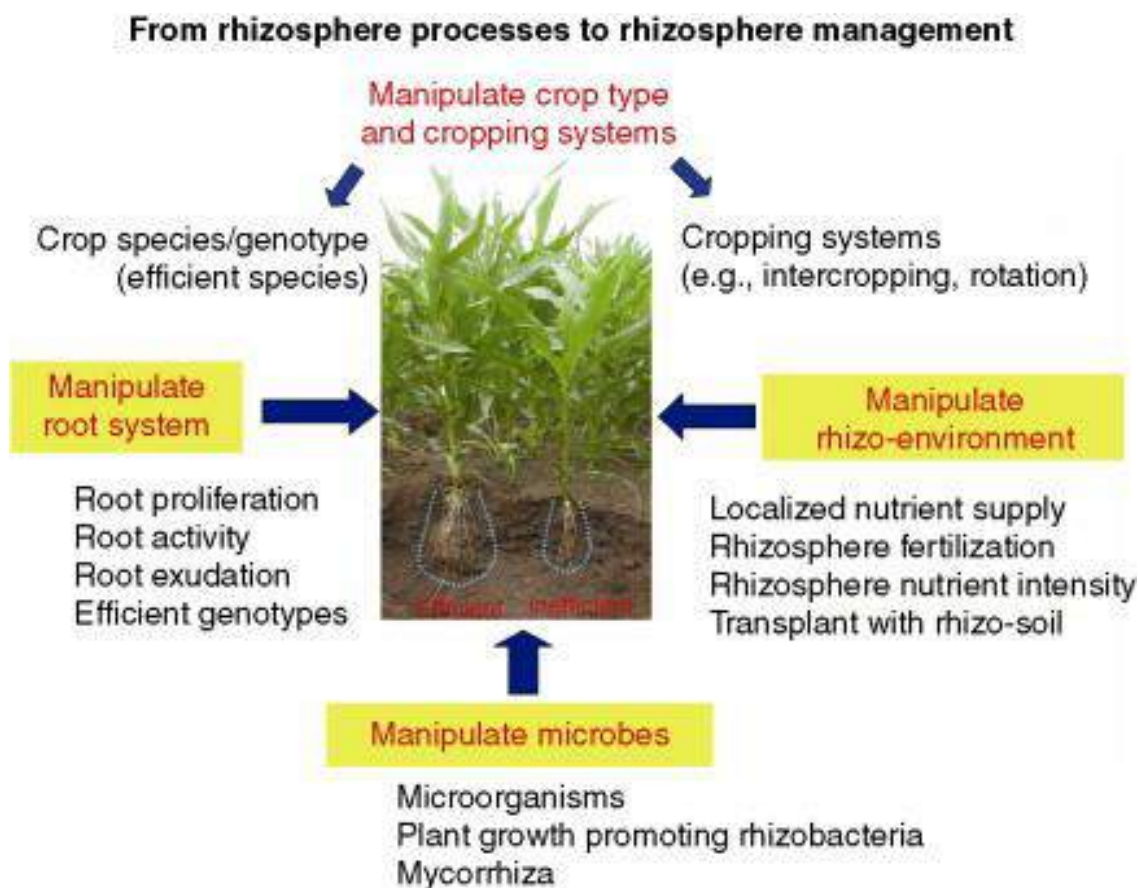 From rhizosphere processes to rhizosphere management
Manipulate crop type
and cropping systems
Crop species/genotype
(efficient species)
Cropping systems
(e.g., intercropping, rotation)
Manipulate
root system
Manipulate
rhizo-environment
Root proliferation
Root activity
Root exudation
Efficient genotypes
Localized nutrient supply
Rhizosphere fertilization
Rhizosphere nutrient intensity
Transplant with rhizo-soil
Efficient
Inefficient
Manipulate microbes
Microorganisms
Plant growth promoting rhizobacteria
Mycorrhiza